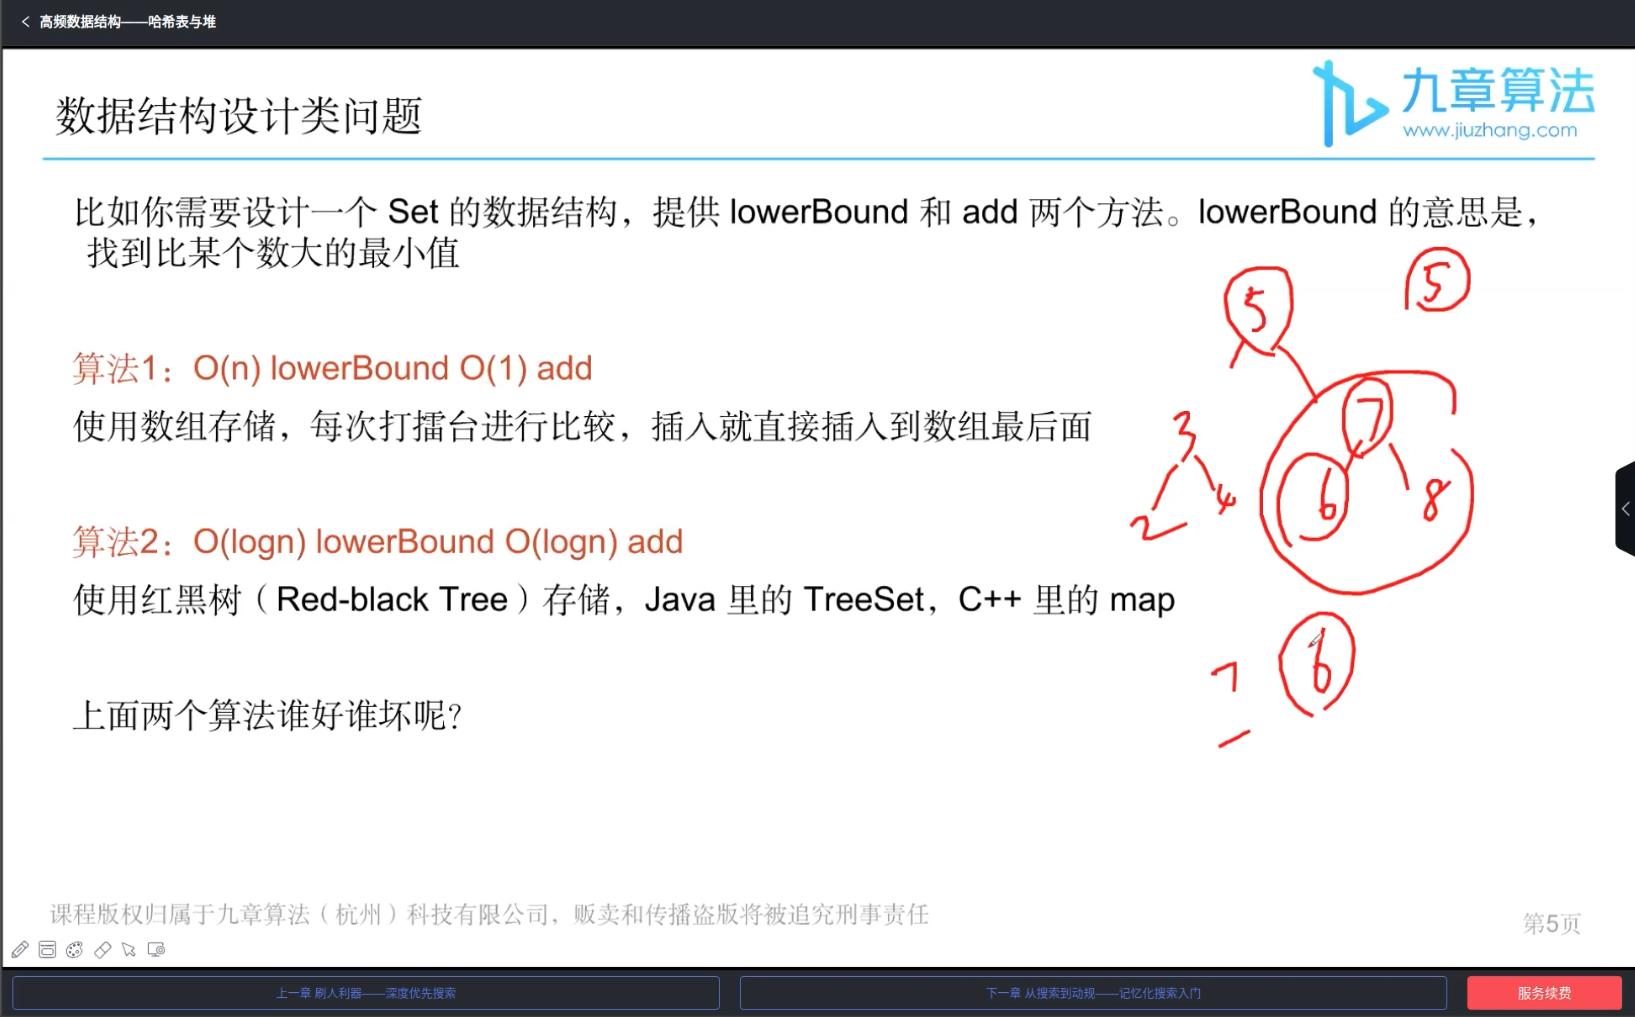 高频数据结构——哈希表与堆
数据结构设计类问题
九章算法
www.jiuzhang.com
比如你需要设计一个 Set 的数据结构，提供 lowerBound 和 add 两个方法。lowerBound 的意思是，
找到比某个数大的最小值
5
5
算法1：O(n) lowerBound O(1) add
使用数组存储，每次打擂台进行比较，插入就直接插入到数组最后面
7
3
6 8
2 4
算法2：O(logn) lowerBound O(logn) add
使用红黑树（Red-black Tree）存储，Java 里的 TreeSet，C++ 里的 map
7 6
上面两个算法谁好谁坏呢?
课程版权归属于九章算法（杭州）科技有限公司，贩卖和传播盗版将被追究刑事责任
第5页
上一章 刷人利器——深度优先搜索
下一章 从搜索到动规——记忆化搜索入门
服务续费